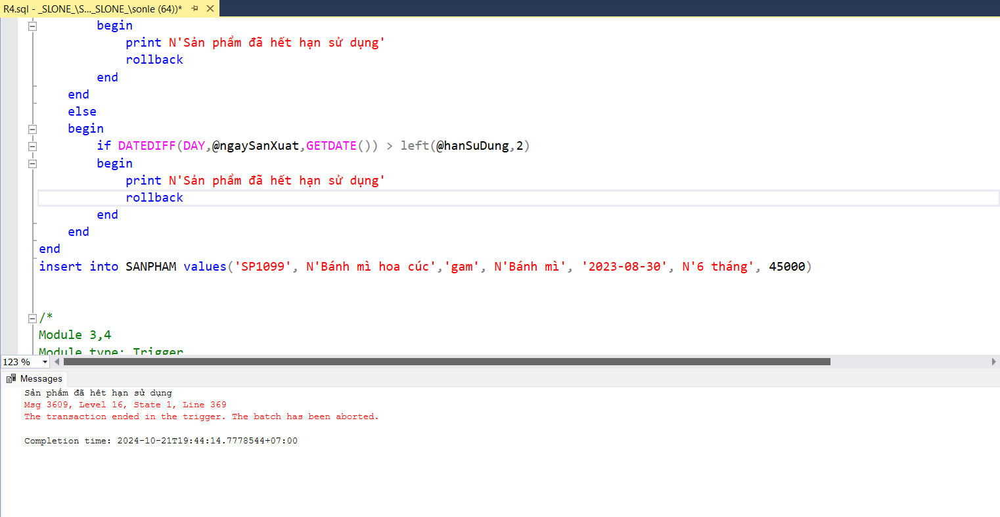 R4.sql - _SLONE_\S..._SLONE_\sonle (64))*
begin
print N'Sản phẩm đã hết hạn sử dụng'
rollback
end
end
else
begin
if DATEDIFF(DAY,@ngaySanXuat,GETDATE()) > left(@hanSuDung,2)
begin
print N'Sản phẩm đã hết hạn sử dụng'
rollback
end
end
end
insert into SANPHAM values('SP1099', N'Bánh mì hoa cúc','gam', N'Bánh mì', '2023-08-30', N'6 tháng', 45000)
/*
Module 3,4
Module type: Trigger
123 %
Messages
Sản phẩm đã hết hạn sử dụng
Msg 3609, Level 16, State 1, Line 369
The transaction ended in the trigger. The batch has been aborted.
Completion time: 2024-10-21T19:44:14.7778544+07:00